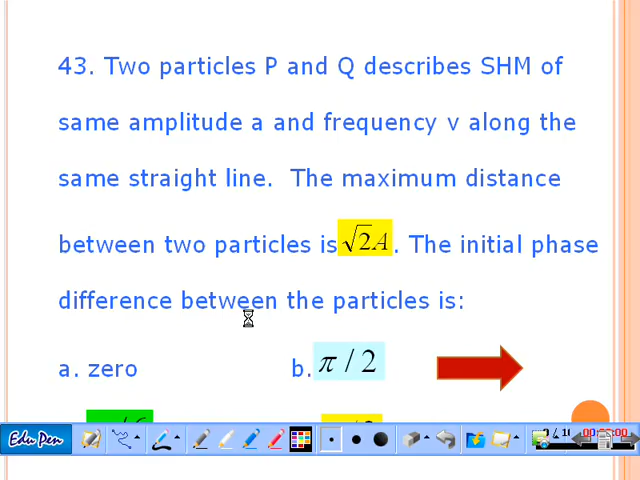 43. Two particles P and Q describes SHM of
same amplitude a and frequency v along the
same straight line. The maximum distance
between two particles is √2A. The initial phase
difference between the particles is:
a. zero b. π / 2
Edu Pen